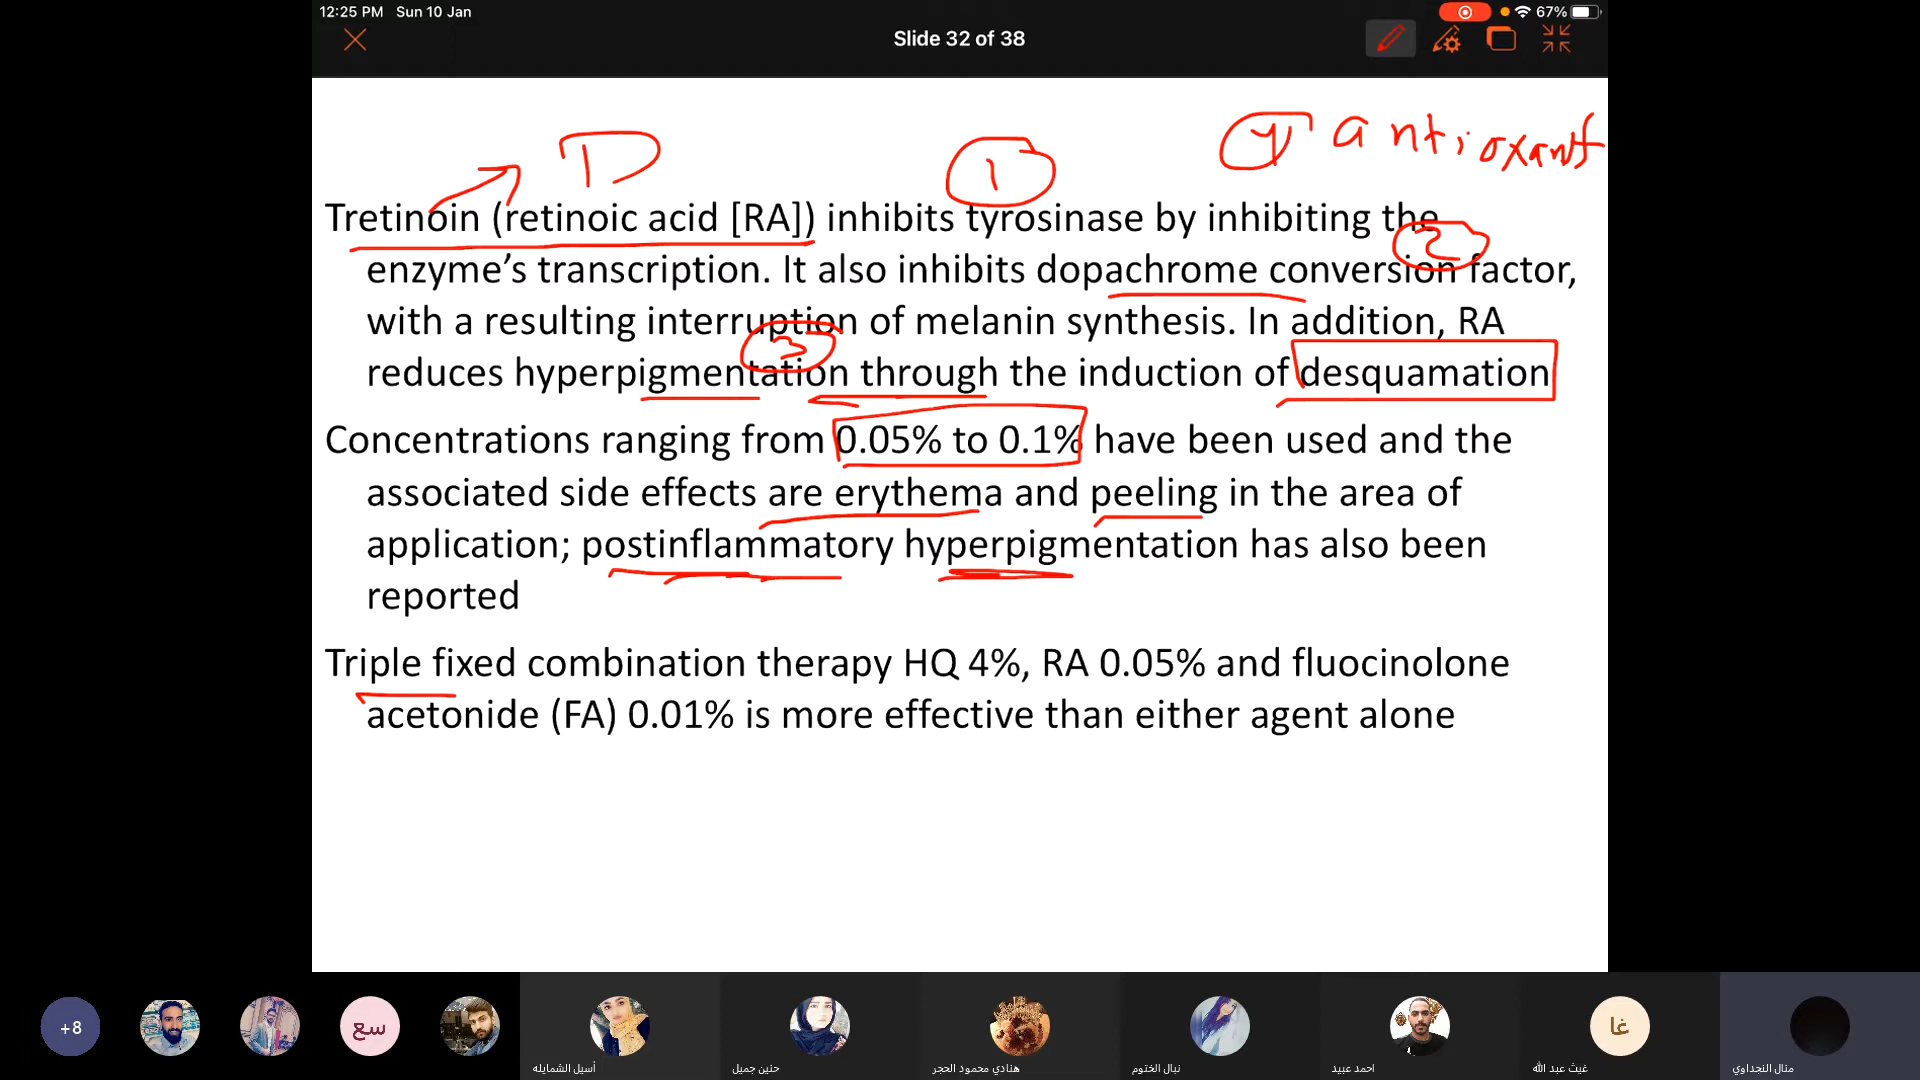 12:25 PM Sun 10 Jan
67%
Slide 32 of 38
D
1
4 antioxant
Tretinoin (retinoic acid [RA]) inhibits tyrosinase by inhibiting the
2
enzyme’s transcription. It also inhibits dopachrome conversion factor,
with a resulting interruption of melanin synthesis. In addition, RA
3
reduces hyperpigmentation through the induction of desquamation
Concentrations ranging from 0.05% to 0.1% have been used and the
associated side effects are erythema and peeling in the area of
application; postinflammatory hyperpigmentation has also been
reported
Triple fixed combination therapy HQ 4%, RA 0.05% and fluocinolone
acetonide (FA) 0.01% is more effective than either agent alone
+8
سع
غا
أسيل الشمايله
حنين جميل
هنادي محمود الحجر
نبال الختوم
احمد عبيد
غيث عبد الله
منال النجداوي